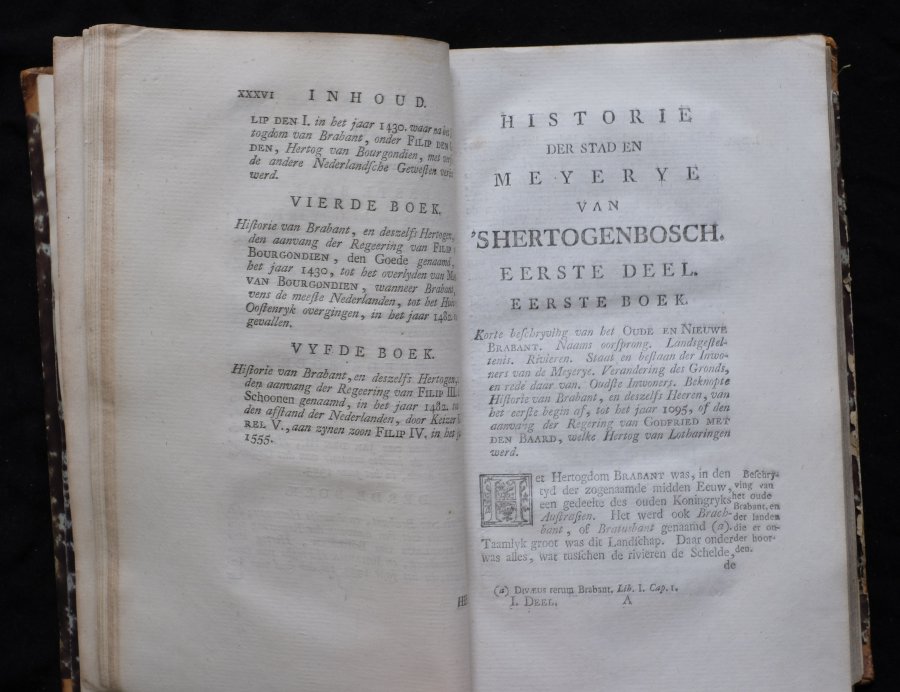 XXXVI INHOUD.
LIP DEN I. in het jaar 1430. waar na het
togdom van Brabant, onder FILIP DEN
DEN, Hertog van Bourgondien, met
de andere Nederlandſche Gewesten
werd.
VIERDE BOEK.
Hiſtorie van Brabant, en deszelfs Hertogen,
den aanvang der Regeering van FILIP
BOURGONDIEN, den Goede genaamd,
het jaar 1430, tot het overlyden van
VAN BOURGONDIEN, wanneer Brabant,
vens de meeſte Nederlanden, tot het
Ooſtenryk overgingen, in het jaar 1482.
gevallen.
VYFDE BOEK.
Hiſtorie van Brabant, en deszelfs Hertogen,
den aanvang der Regeering van FILIP III.
Schoonen genaamd, in het jaar 1482.
den afſtand der Nederlanden, door Keizer
REL V., aan zynen zoon FILIP IV. in het
1555.
HISTORIE
DER STAD EN
MEYERYE
VAN
'SHERTOGENBOSCH.
EERSTE DEEL.
EERSTE BOEK.
Korte beſchryving van het OUDE EN NIEUWE
BRABANT. Naams oorſprong. Landsgeſtel-
tenis. Rivieren. Staat en beſtaan der Inwo-
ners van de Meyerye. Verandering des Gronds,
en rede daar van. Oudſte Inwoners. Beknopte
Hiſtorie van Brabant, en deszelfs Heeren, van
het eerſte begin af, tot het jaar 1095, of den
aanvang der Regering van GODFRIED MET
DEN BAARD, welke Hertog van Lotharingen
werd.
Het Hertogdom BRABANT was, in den
tyd der zogenaamde midden Eeuw,
een gedeelte des ouden Koningryks
Auſtraſien. Het werd ook Brach-
bant, of Bratusbant genaamd (a).
Taamlyk groot was dit Landſchap. Daar onder
was alles, wat tusſchen de rivieren de Schelde,
de
Beſchry-
ving van
het oude
Brabant, en
der landen
die er on-
der hoor-
den.
(a) DIVÆUS rerum Brabant. Lib. I. Cap. 1.
I. DEEL. A